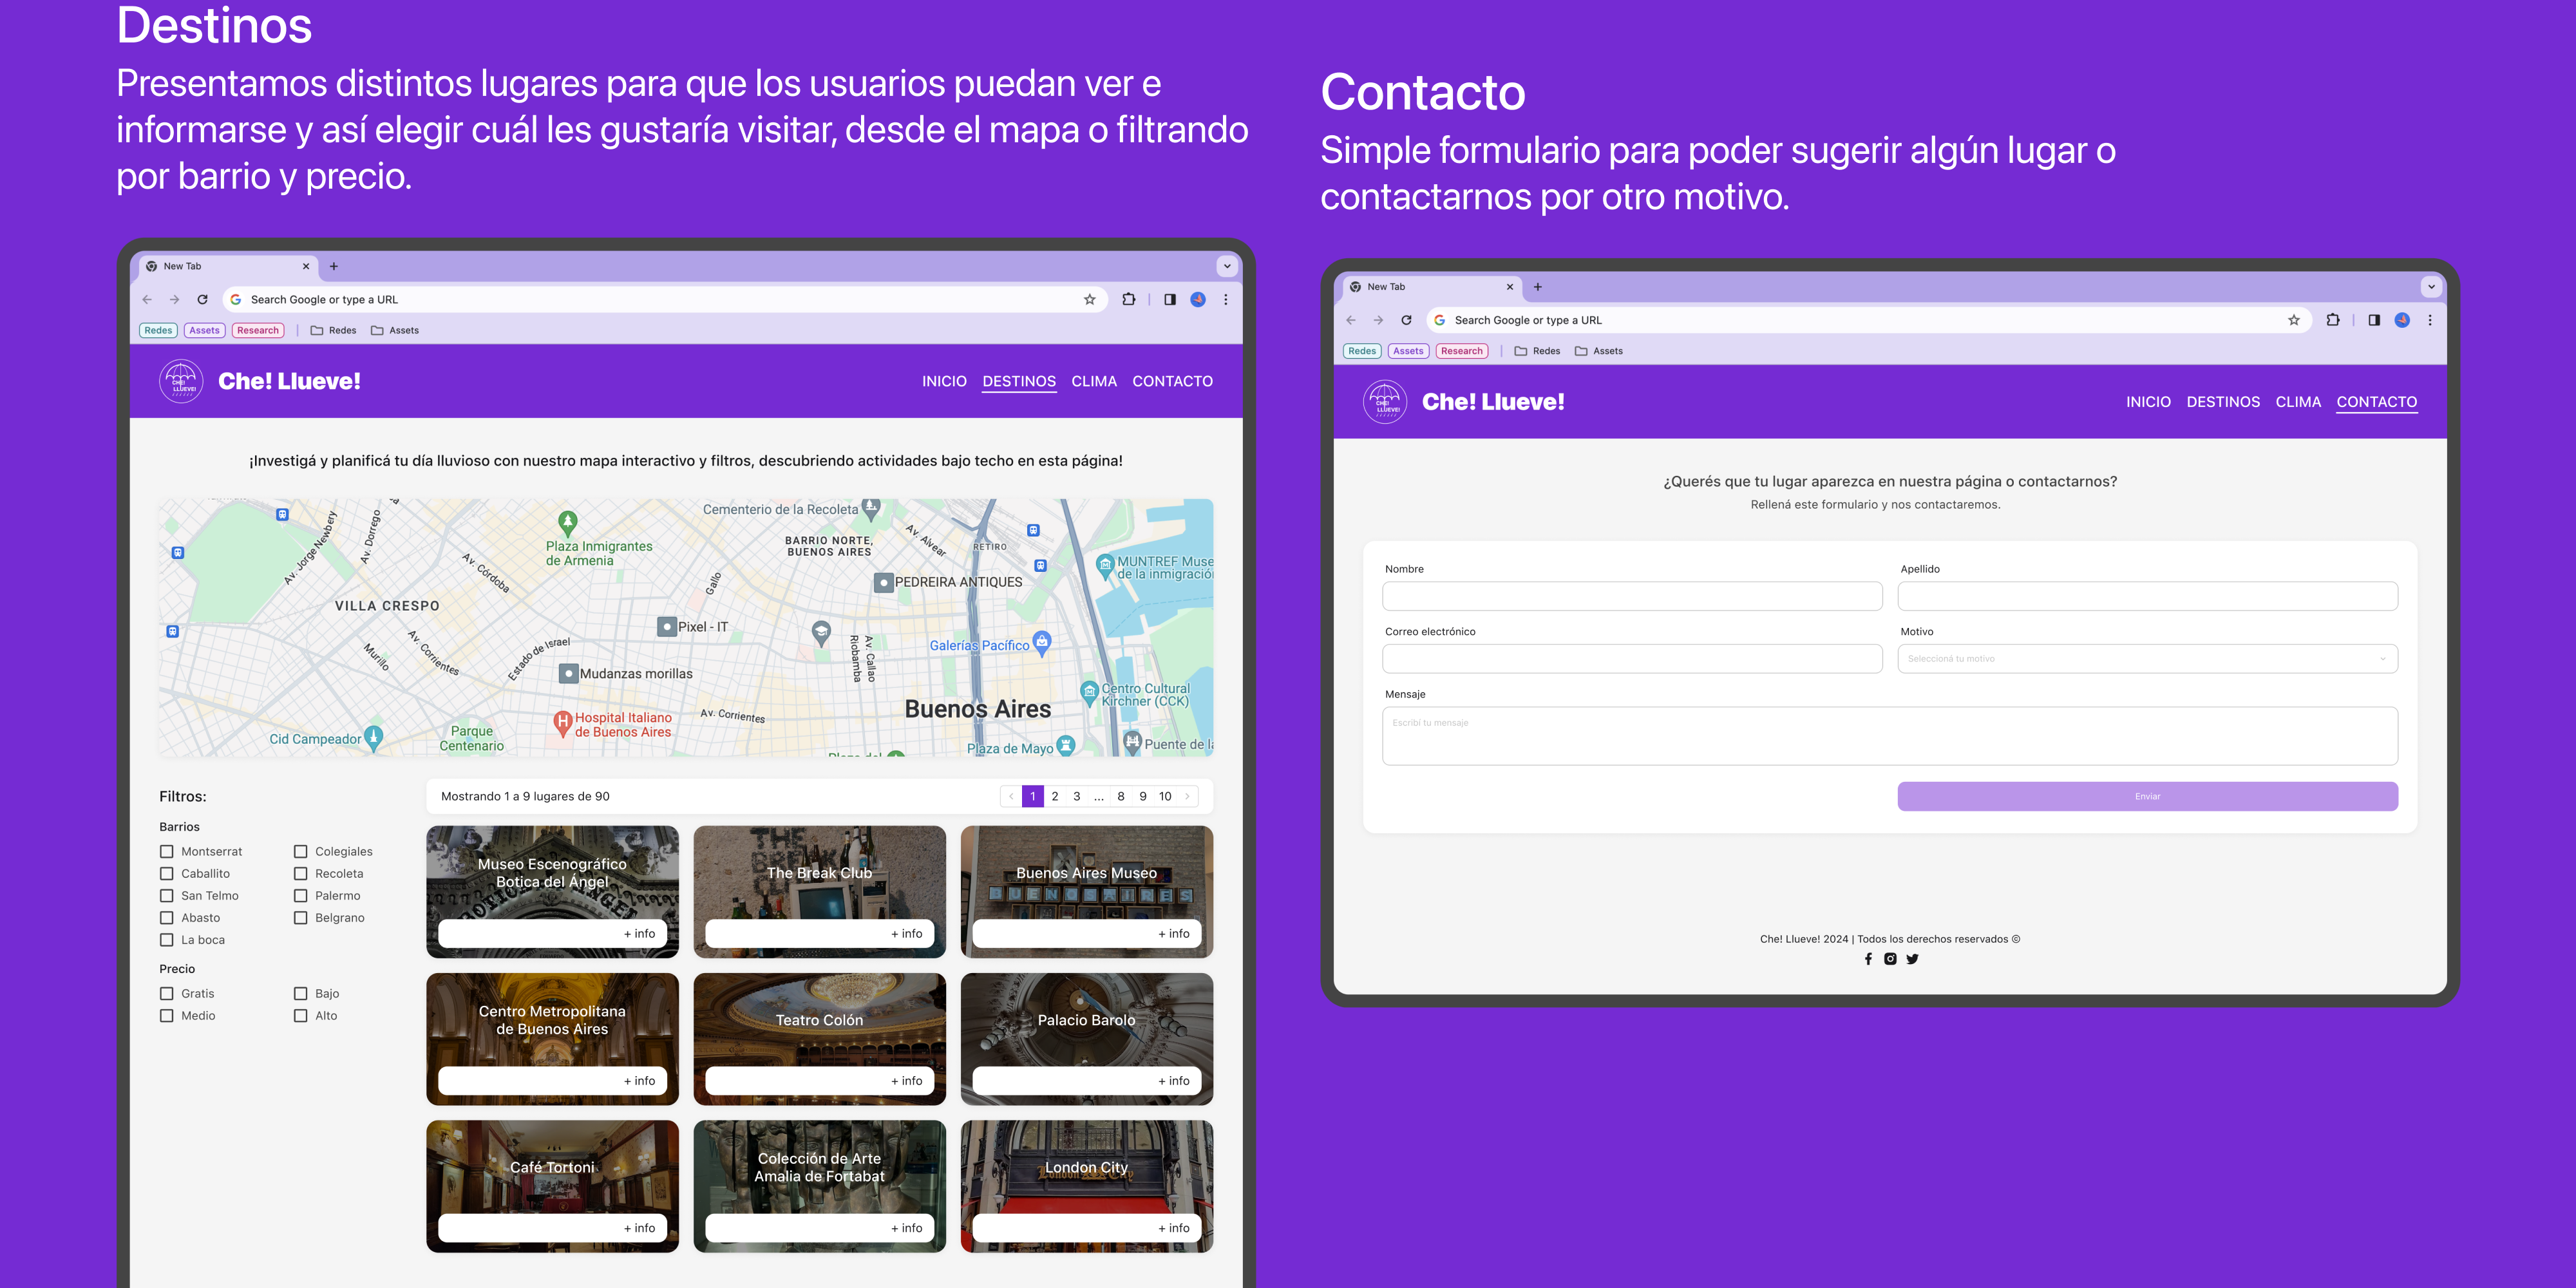 Destinos
Presentamos distintos lugares para que los usuarios puedan ver e
informarse y así elegir cuál les gustaría visitar, desde el mapa o filtrando
por barrio y precio.
New Tab
Search Google or type a URL
Redes Assets Research Redes Assets
CHE! LLUEVE!
Che! Llueve!
INICIO DESTINOS CLIMA CONTACTO
¡Investigá y planificá tu día lluvioso con nuestro mapa interactivo y filtros, descubriendo actividades bajo techo en esta página!
Cementerio de la Recoleta
Av. Jorge Newbery
Av. Dorrego
Plaza Inmigrantes
de Armenia
Av. Córdoba
BARRIO NORTE,
BUENOS AIRES
Av. Alvear
RETIRO
MUNTREF Muse
de la inmigració
Gallo
PEDREIRA ANTIQUES
VILLA CRESPO
Pixel - IT
Murillo
Av. Corrientes
Estado de Israel
Riobamba
Av. Callao
Galerías Pacífico
Mudanzas morillas
Centro Cultural
Kirchner (CCK)
Buenos Aires
Hospital Italiano
de Buenos Aires
Av. Corrientes
Cid Campeador
Parque
Centenario
Plaza de Mayo
Puente de la
Filtros:
Barrios
Montserrat Colegiales
Caballito Recoleta
San Telmo Palermo
Abasto Belgrano
La boca
Precio
Gratis Bajo
Medio Alto
Mostrando 1 a 9 lugares de 90
< 1 2 3 ... 8 9 10 >
Museo Escenográfico
Botica del Ángel
+ info
The Break Club
+ info
Buenos Aires Museo
BUENOS AIRES
+ info
Centro Metropolitana
de Buenos Aires
+ info
Teatro Colón
+ info
Palacio Barolo
+ info
Café Tortoni
+ info
Colección de Arte
Amalia de Fortabat
+ info
London City
London City
+ info
Contacto
Simple formulario para poder sugerir algún lugar o
contactarnos por otro motivo.
New Tab
Search Google or type a URL
Redes Assets Research Redes Assets
CHE! LLUEVE!
Che! Llueve!
INICIO DESTINOS CLIMA CONTACTO
¿Querés que tu lugar aparezca en nuestra página o contactarnos?
Rellená este formulario y nos contactaremos.
Nombre Apellido
Correo electrónico Motivo
Seleccioná tu motivo
Mensaje
Escribí tu mensaje
Enviar
Che! Llueve! 2024 | Todos los derechos reservados ©